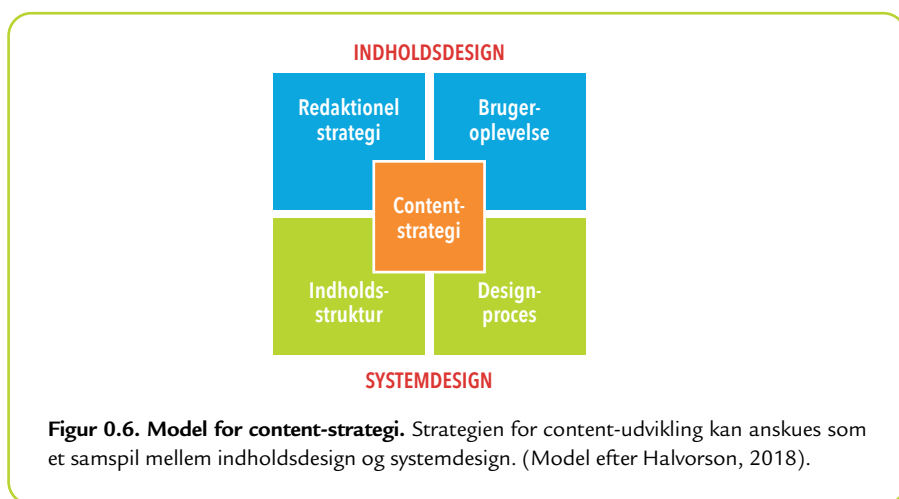 INDHOLDSDESIGN
Redaktionel
strategi
Bruger-
oplevelse
Content-
strategi
Indholds-
struktur
Design-
proces
SYSTEMDESIGN
Figur 0.6. Model for content-strategi. Strategien for content-udvikling kan anskues som
et samspil mellem indholdsdesign og systemdesign. (Model efter Halvorson, 2018).